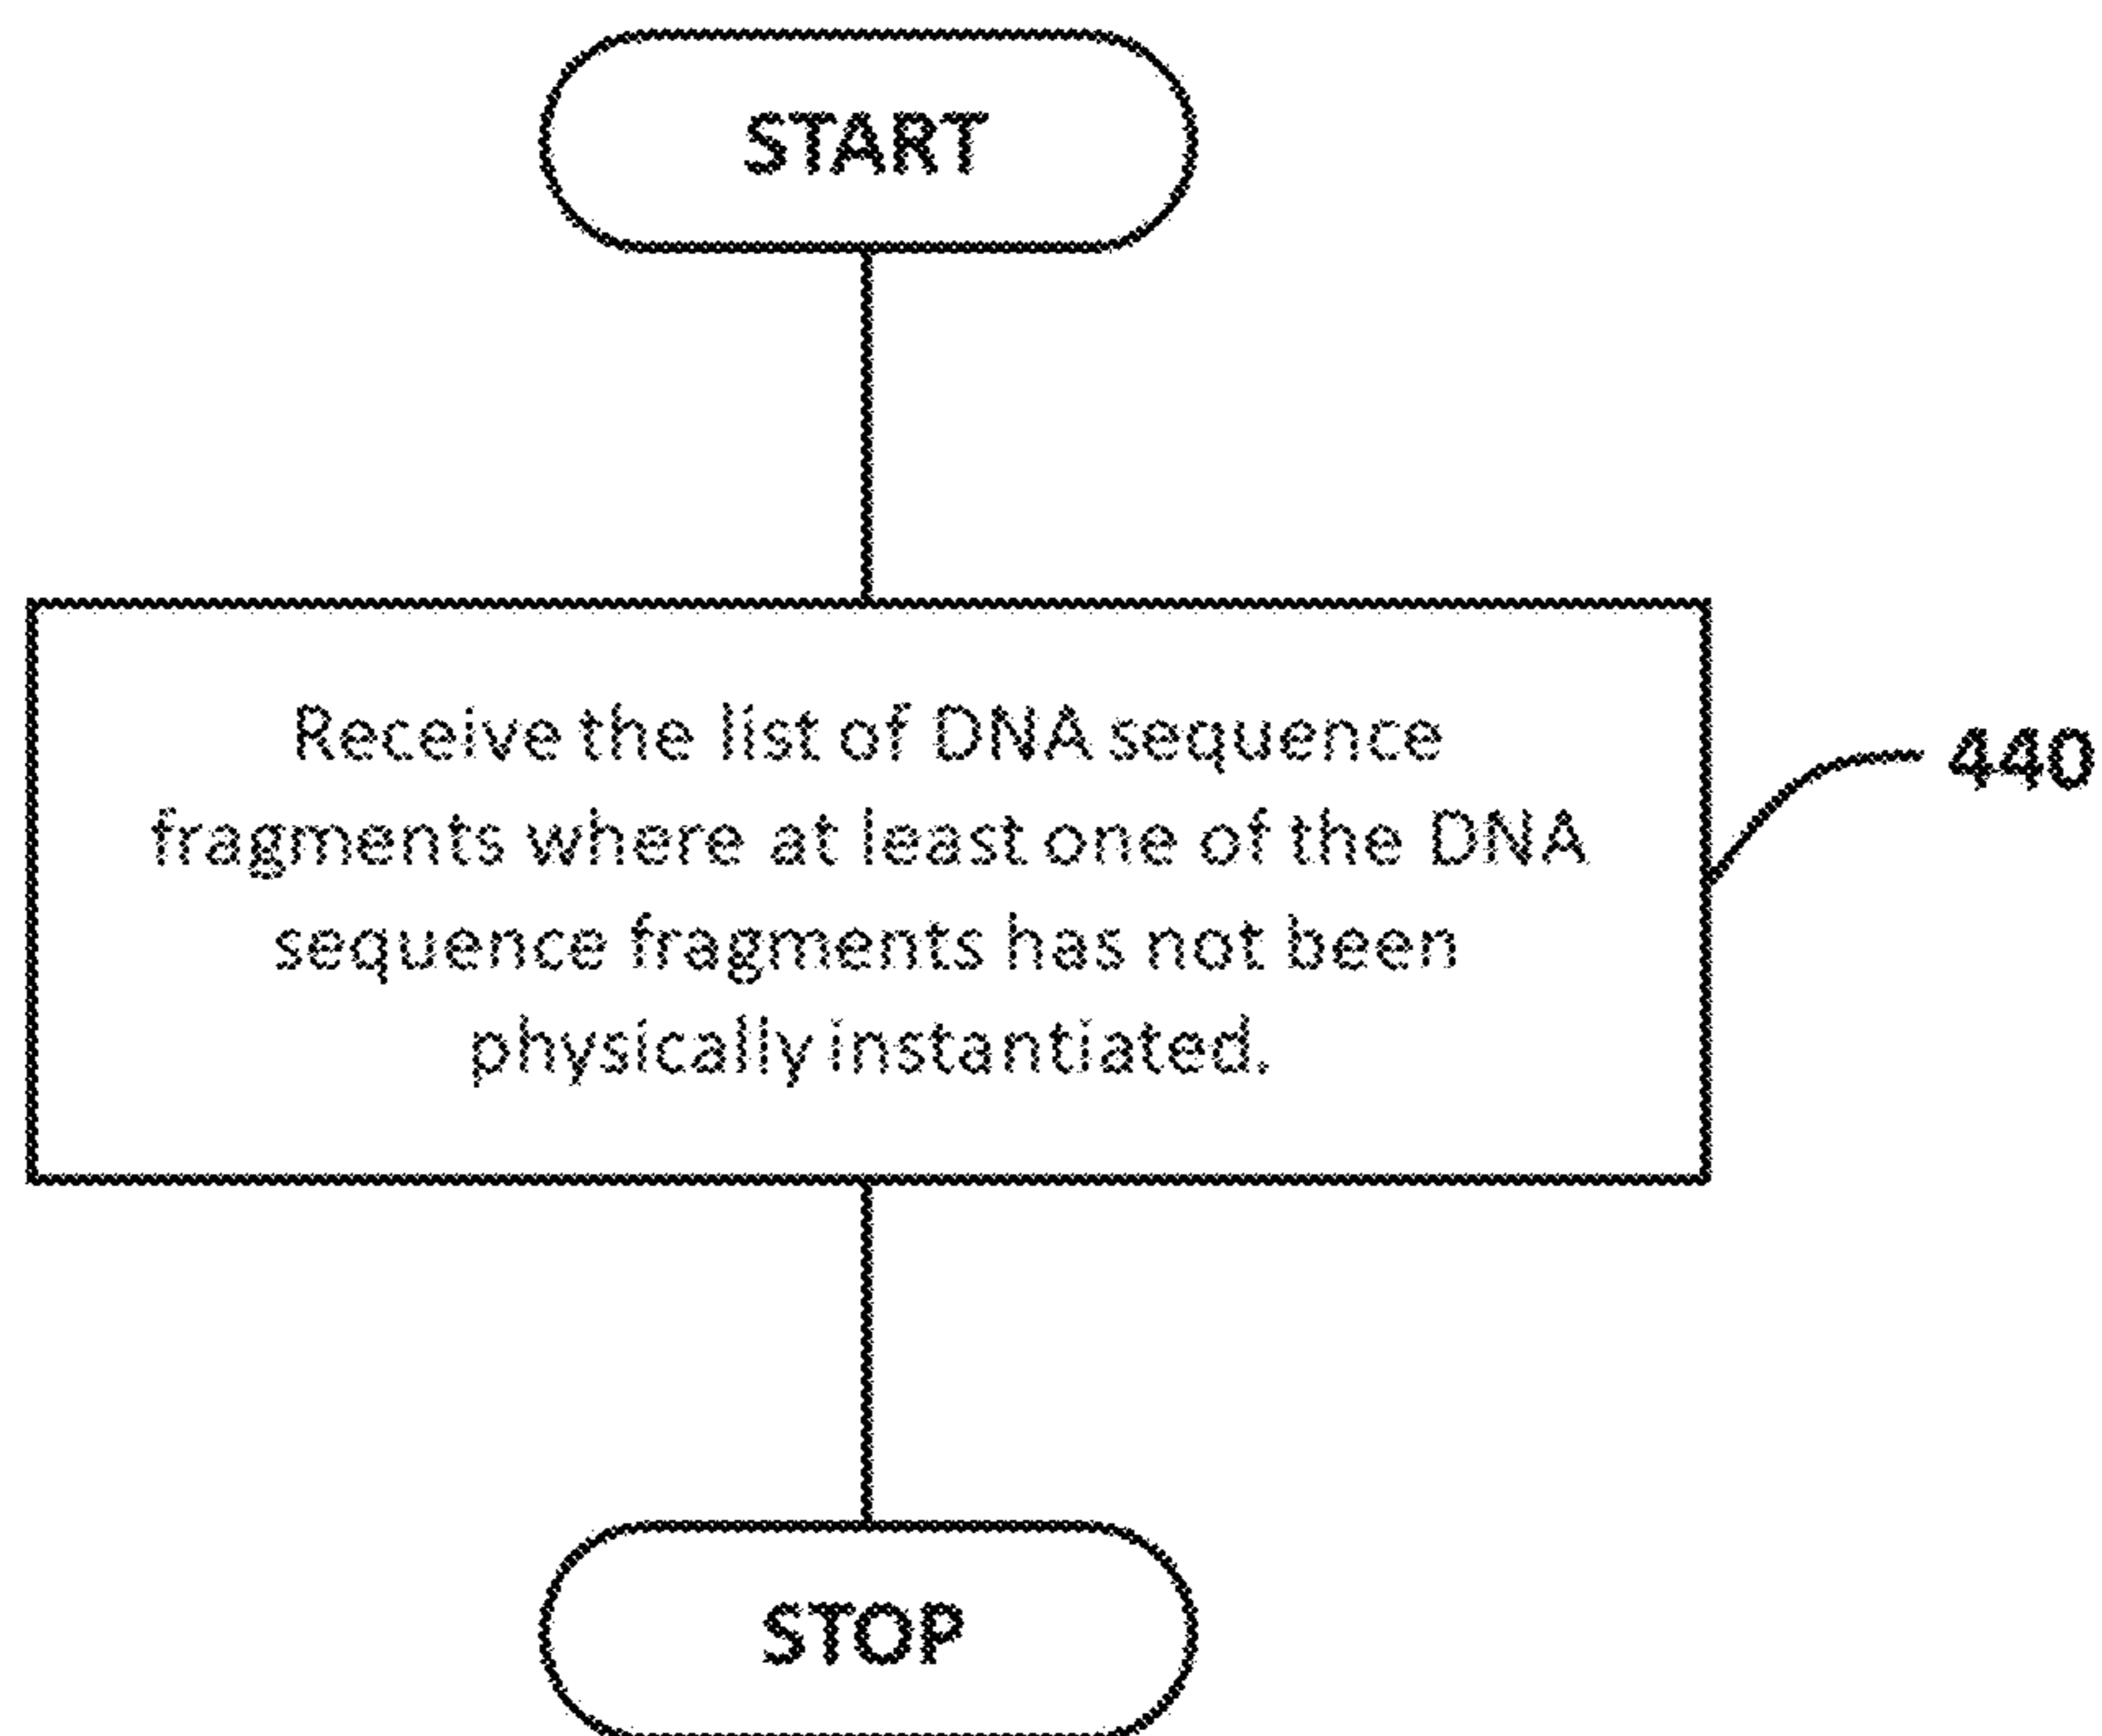 START
Receive the list of DNA sequence
fragments where at least one of the DNA
sequence fragments has not been
physically instantiated.
440
STOP